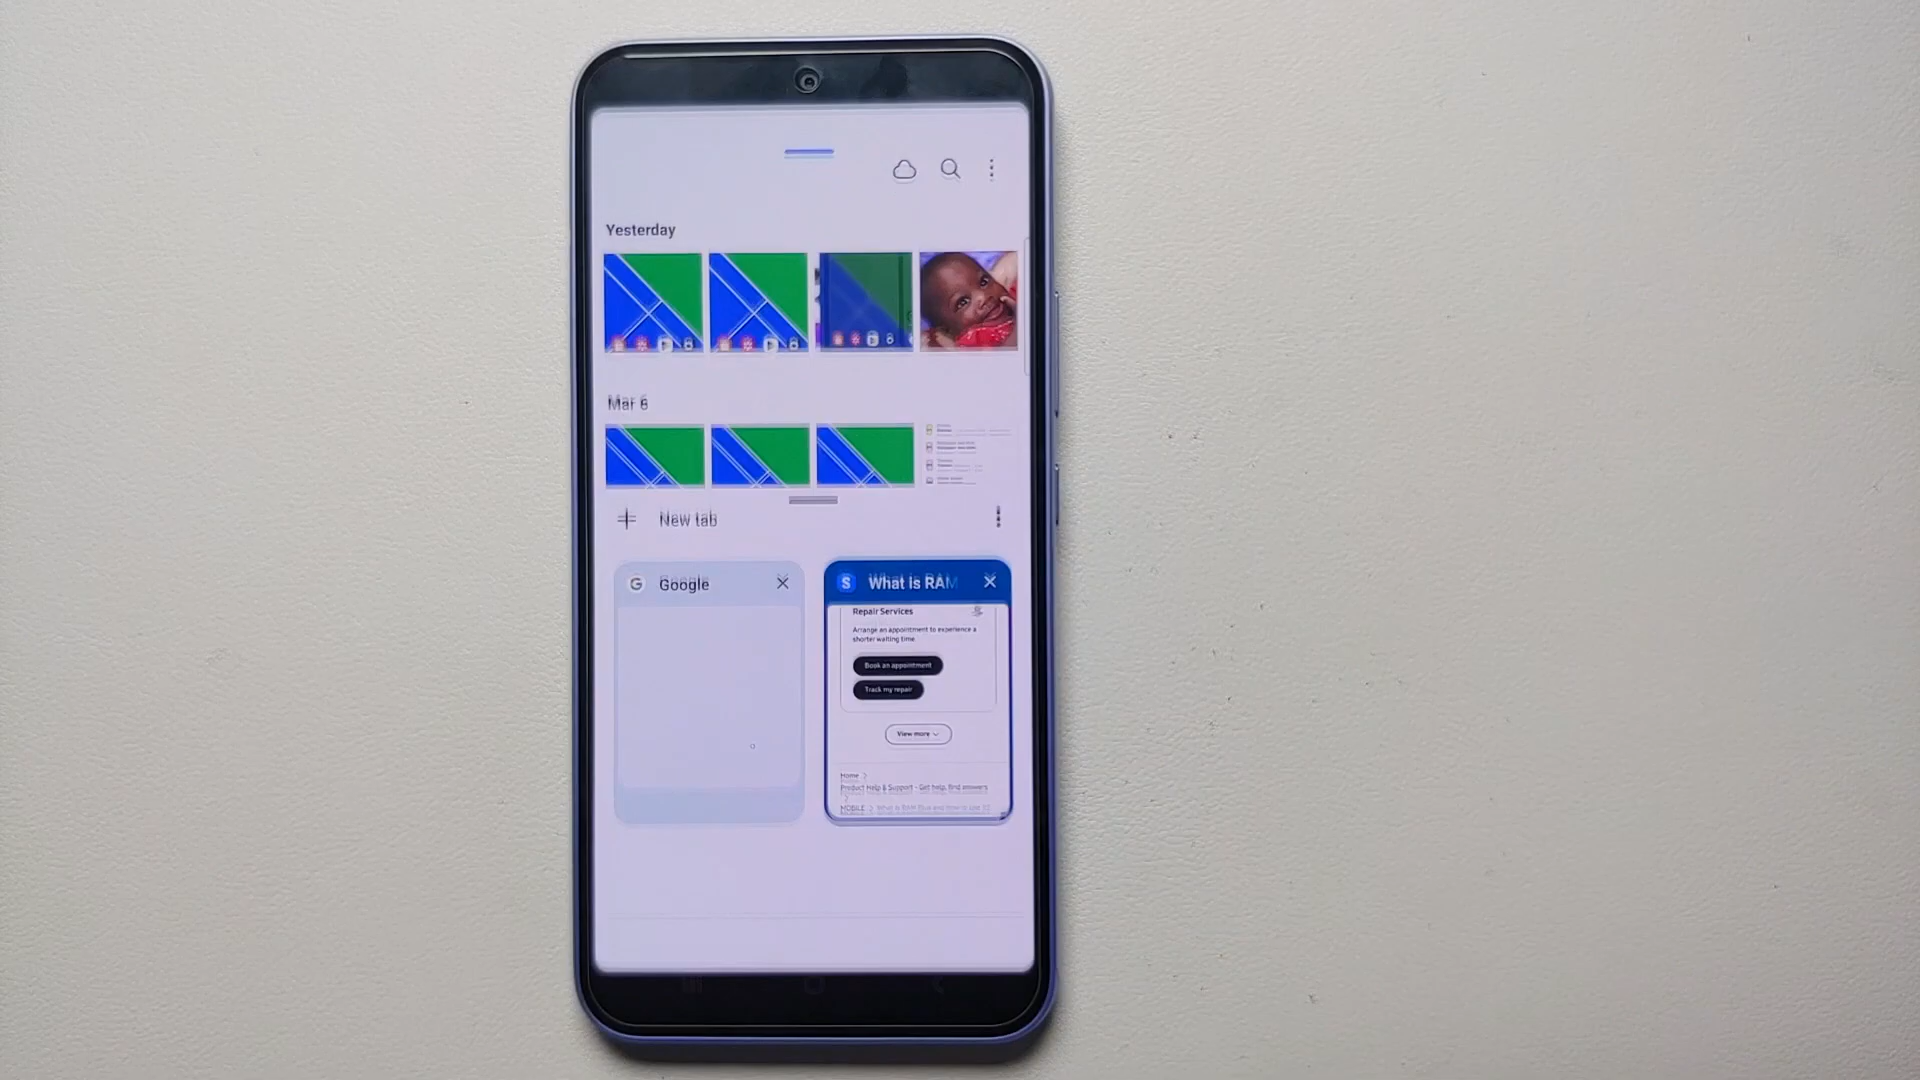 Yesterday
Mar 6
New tab
Google
What is RAM
Repair Services
Arrange an appointment to experience a
shorter waiting time
Book an appointment
Track my repair
View more
Home
Product Help & Support - Get help, find answers
MOBILE